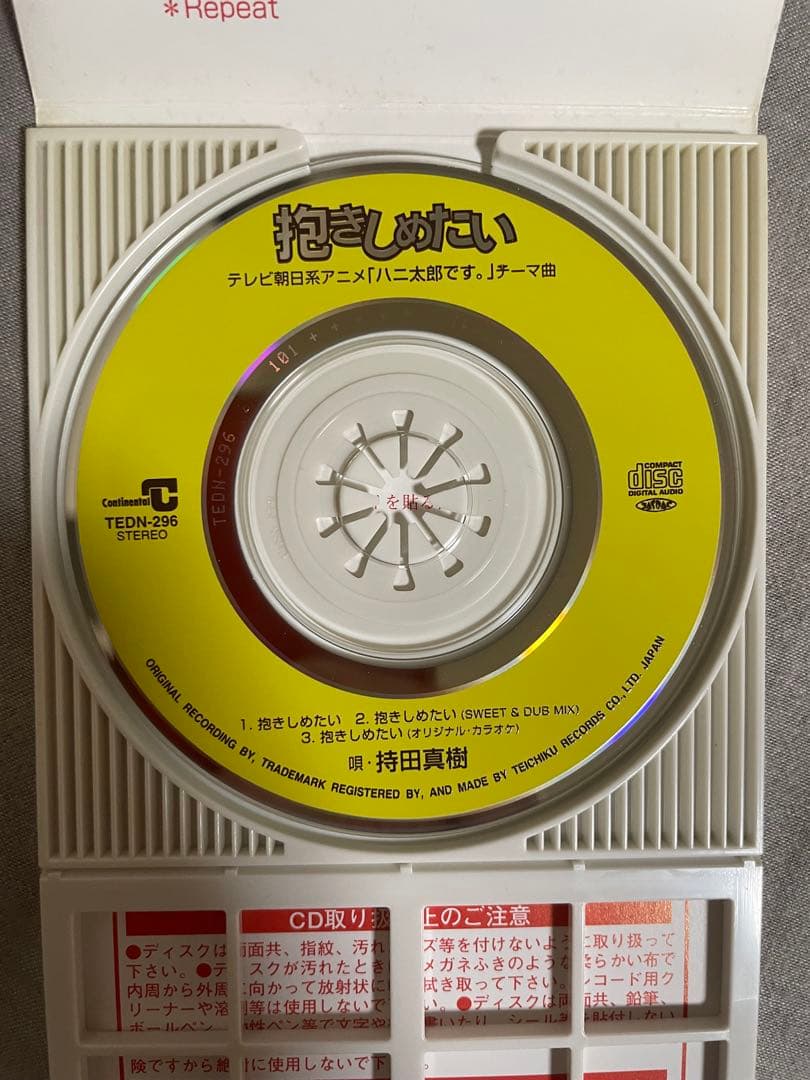 *Repeat
抱きしめたい
テレビ朝日系アニメ「ハニ太郎です。」テーマ曲
101 + +
TEDN-296
Continental
TEDN-296
STEREO
COMPACT
disc
DIGITAL AUDIO
を貼る
1. 抱きしめたい 2. 抱きしめたい (SWEET & DUB MIX)
3. 抱きしめたい (オリジナル・カラオケ)
唄・持田真樹
ORIGINAL RECORDING BY, TRADEMARK REGISTERED BY, AND MADE BY TEICHIKU RECORDS CO., LTD. JAPAN
CD取り扱 上のご注意
●ディスクは 両面共、指紋、汚れ ズ等を付けないよう に取り扱って
下さい。●デ スクが汚れたとき メガネふきのような 柔らかい布で
内周から外周 に向かって放射状に 拭き取って下さい。 レコード用ク
リーナーや溶 剤等は使用しないで い。●ディスクは両 面共、鉛筆、
ボールペン 性ペン等で文字や 書いたり、シール等 を貼付しない
険ですから絶 対に使用しないで下